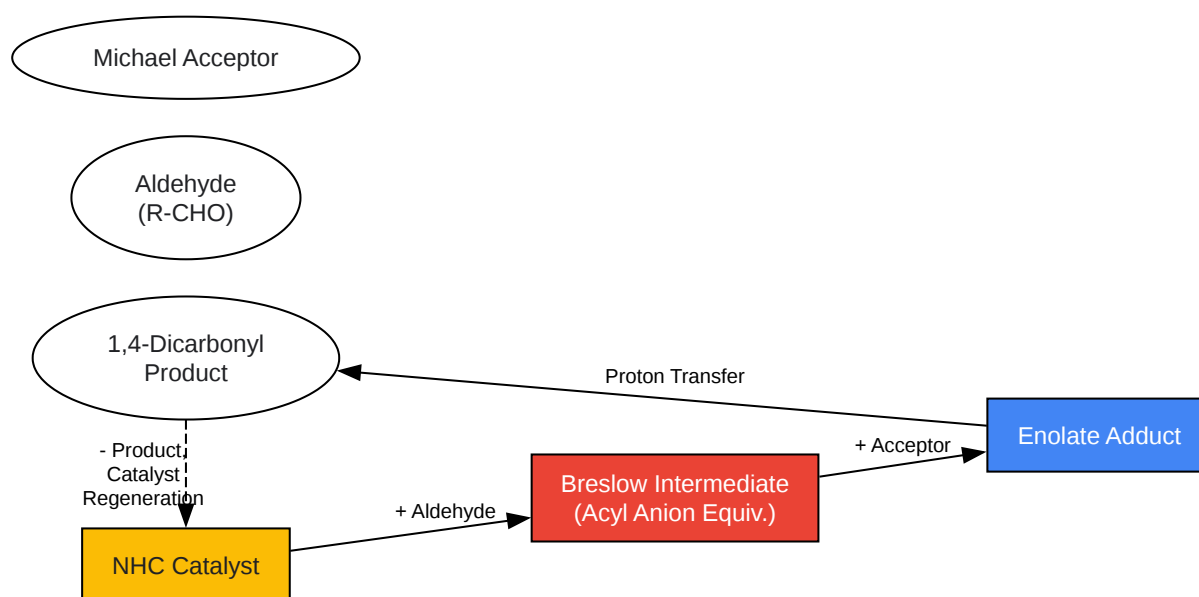 Michael Acceptor
Aldehyde
(R-CHO)
1,4-Dicarbonyl
Product
Proton Transfer
Enolate Adduct
- Product,
Catalyst
Regeneration
+ Acceptor
Breslow Intermediate
(Acyl Anion Equiv.)
+ Aldehyde
NHC Catalyst